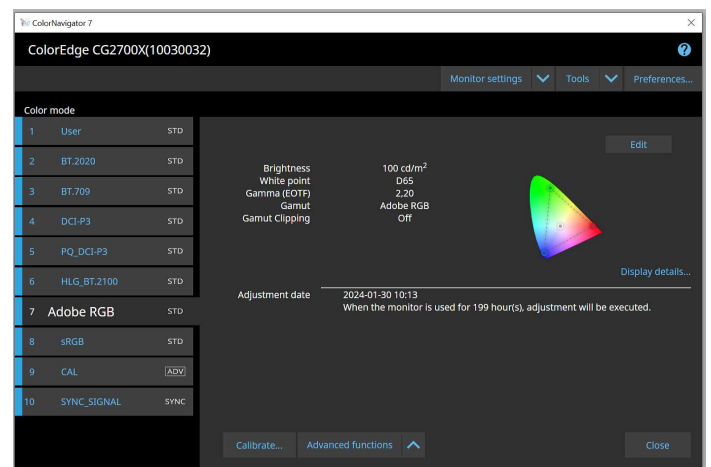 ColorNavigator 7
ColorEdge CG2700X(10030032)
Monitor settings Tools Preferences...
Color mode
1 User STD
2 BT.2020 STD
3 BT.709 STD
4 DCI-P3 STD
5 PQ_DCI-P3 STD
6 HLG_BT.2100 STD
7 Adobe RGB STD
8 sRGB STD
9 CAL ADV
10 SYNC_SIGNAL SYNC
Edit
Brightness 100 cd/m²
White point D65
Gamma (EOTF) 2,20
Gamut Adobe RGB
Gamut Clipping Off
Display details...
Adjustment date 2024-01-30 10:13
When the monitor is used for 199 hour(s), adjustment will be executed.
Calibrate... Advanced functions Close